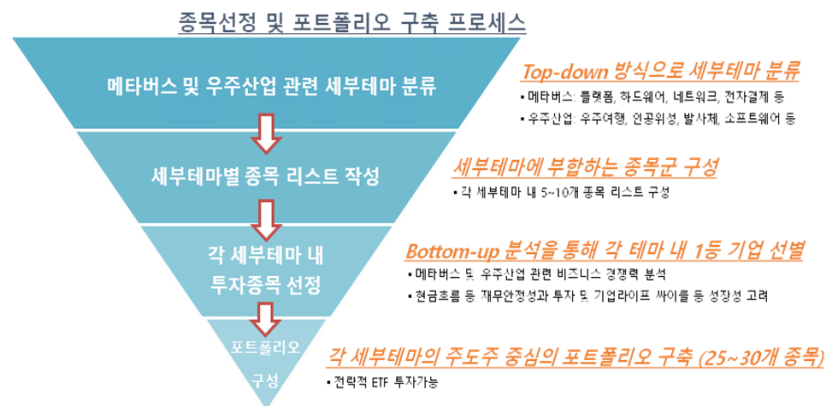 종목선정 및 포트폴리오 구축 프로세스
메타버스 및 우주산업 관련 세부테마 분류
Top-down 방식으로 세부테마 분류
▪ 메타버스: 플랫폼, 하드웨어, 네트워크, 전자결제 등
▪ 우주산업: 우주여행, 인공위성, 발사체, 소프트웨어 등
세부테마별 종목 리스트 작성
세부테마에 부합하는 종목군 구성
▪ 각 세부테마 내 5~10개 종목 리스트 구성
각 세부테마 내
투자종목 선정
Bottom-up 분석을 통해 각 테마 내 1등 기업 선별
▪ 메타버스 및 우주산업 관련 비즈니스 경쟁력 분석
▪ 현금흐름 등 재무안정성과 투자 및 기업라이프 싸이클 등 성장성 고려
포트폴리오
구성
각 세부테마의 주도주 중심의 포트폴리오 구축 (25~30개 종목)
▪ 전략적 ETF 투자가능